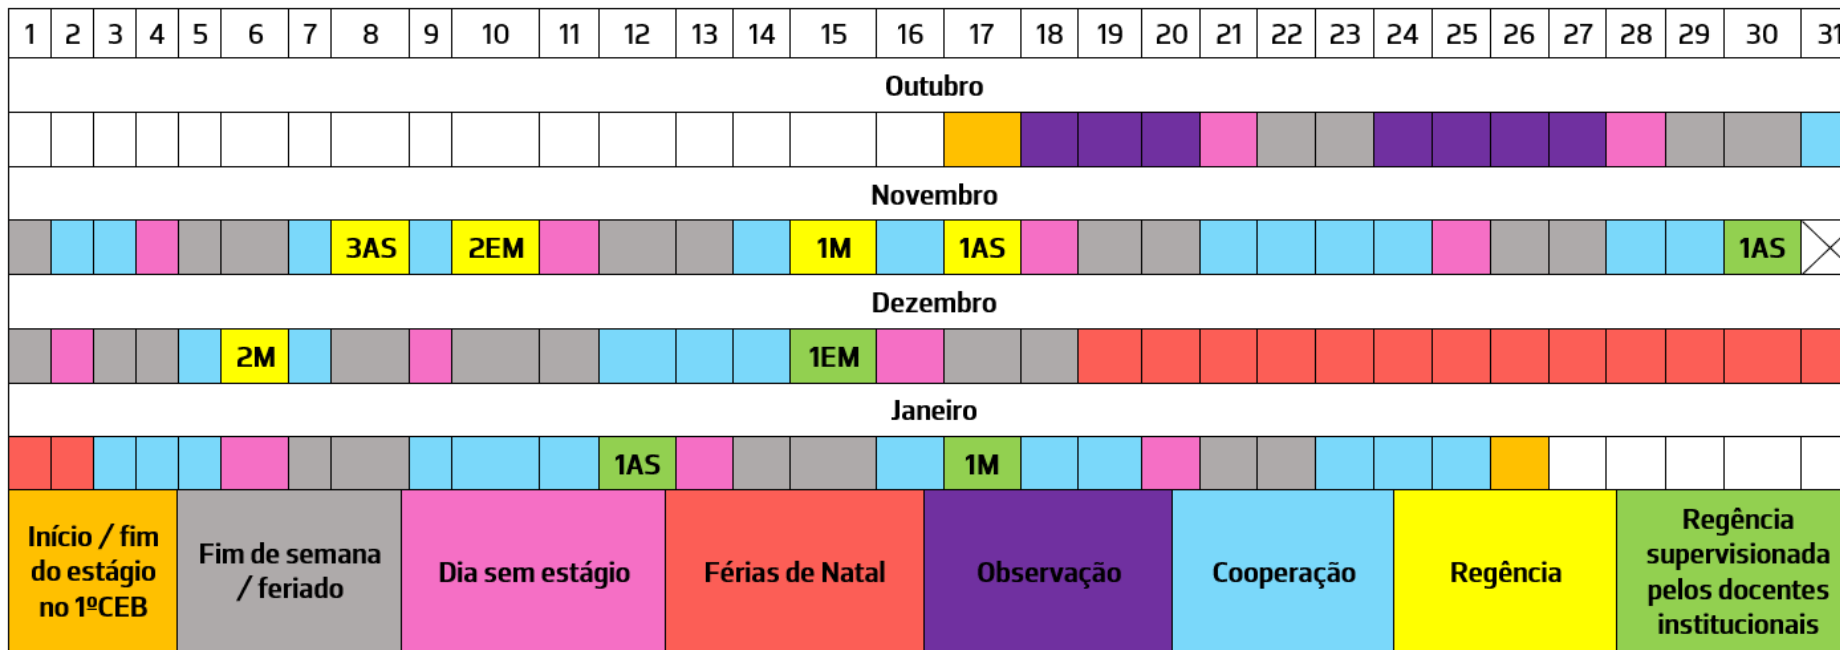 1 2 3 4 5 6 7 8 9 10 11 12 13 14 15 16 17 18 19 20 21 22 23 24 25 26 27 28 29 30 31
Outubro
Novembro
3AS 2EM 1M 1AS 1AS
Dezembro
2M 1EM
Janeiro
1AS 1M
Início / fim
do estágio
no 1ºCEB
Fim de semana
/ feriado
Dia sem estágio
Férias de Natal
Observação
Cooperação
Regência
Regência
supervisionada
pelos docentes
institucionais